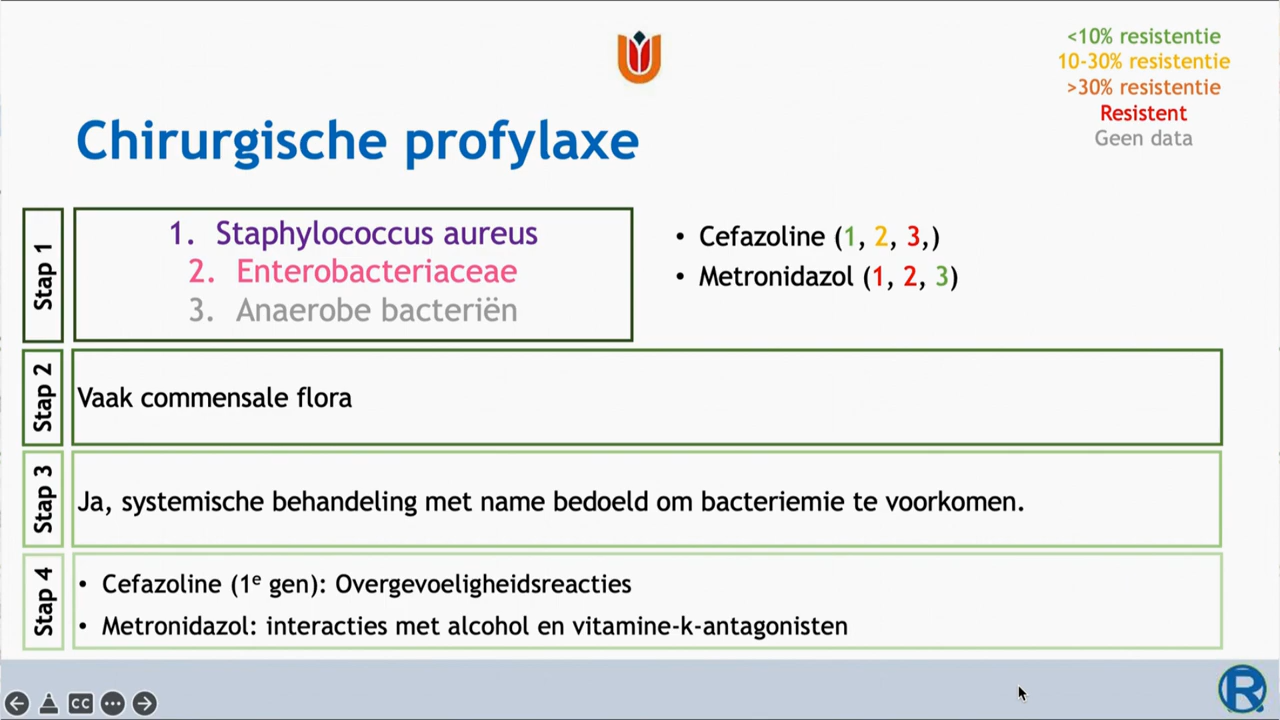 <10% resistentie
10-30% resistentie
>30% resistentie
Resistent
Geen data
Chirurgische profylaxe
Stap 1
1. Staphylococcus aureus
2. Enterobacteriaceae
3. Anaerobe bacteriën
• Cefazoline (1, 2, 3,)
• Metronidazol (1, 2, 3)
Stap 2
Vaak commensale flora
Stap 3
Ja, systemische behandeling met name bedoeld om bacteriemie te voorkomen.
Stap 4
• Cefazoline (1ᵉ gen): Overgevoeligheidsreacties
• Metronidazol: interacties met alcohol en vitamine-k-antagonisten
CC
R